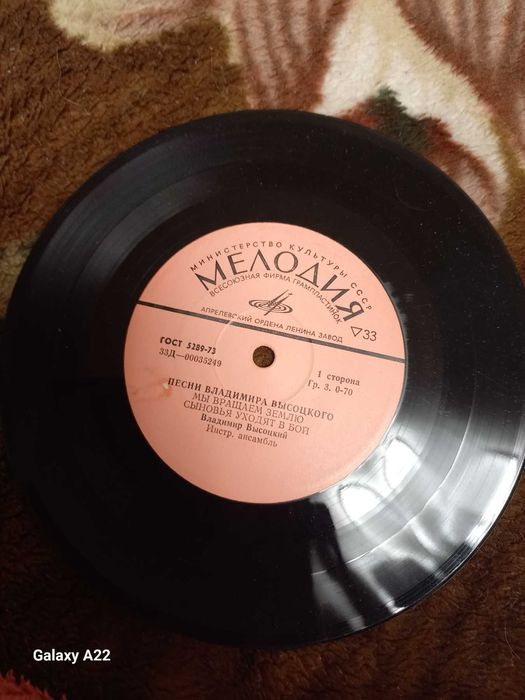 МИНИСТЕРСТВО КУЛЬТУРЫ СССР
МЕЛОДИЯ
ВСЕСОЮЗНАЯ ФИРМА ГРАМПЛАСТИНОК
АПРЕЛЕВСКИЙ ОРДЕНА ЛЕНИНА ЗАВОД
33
ГОСТ 5289-73
33Д—00035249
1 сторона
Гр. 3. 0-70
ПЕСНИ ВЛАДИМИРА ВЫСОЦКОГО
МЫ ВРАЩАЕМ ЗЕМЛЮ
СЫНОВЬЯ УХОДЯТ В БОЙ
Владимир Высоцкий
Инстр. ансамбль
Galaxy A22